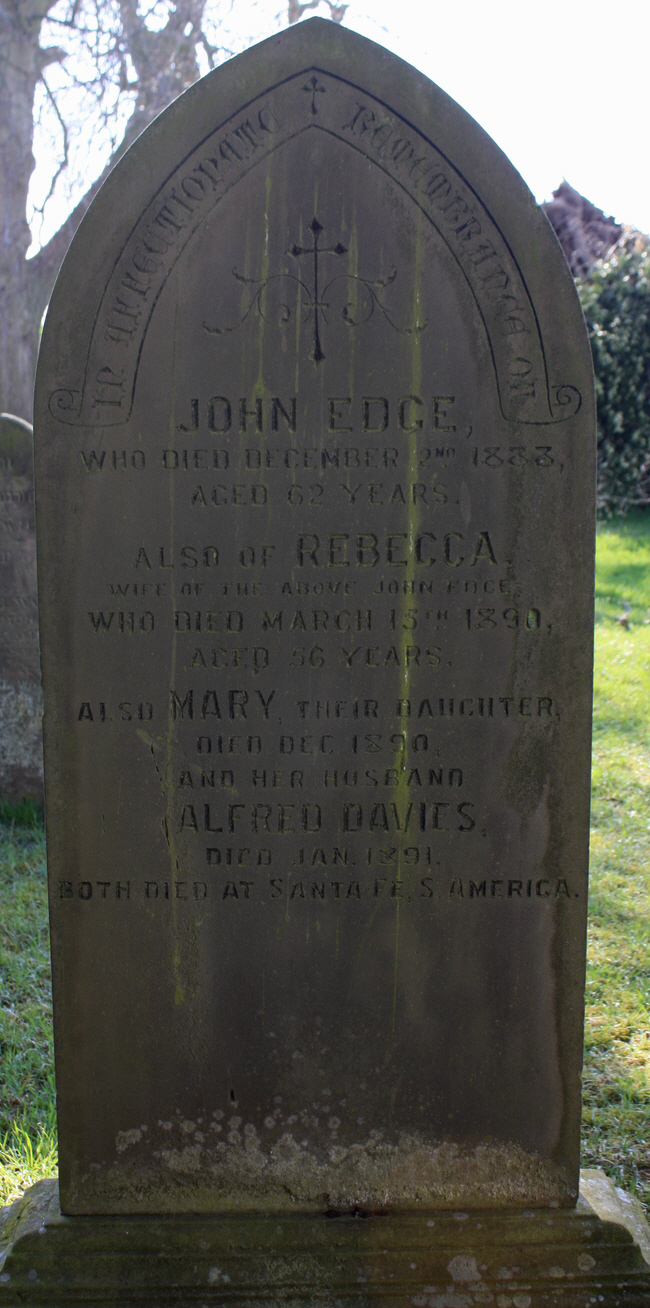 IN AFFECTIONATE REMEMBRANCE OF
JOHN EDGE,
WHO DIED DECEMBER 2ND 1888,
AGED 62 YEARS.
ALSO OF REBECCA,
WIFE OF THE ABOVE JOHN EDGE,
WHO DIED MARCH 15TH 1890,
AGED 56 YEARS.
ALSO MARY, THEIR DAUGHTER,
DIED DEC 1890,
AND HER HUSBAND
ALFRED DAVIES,
DIED JAN. 1891.
BOTH DIED AT SANTA FE, S. AMERICA.